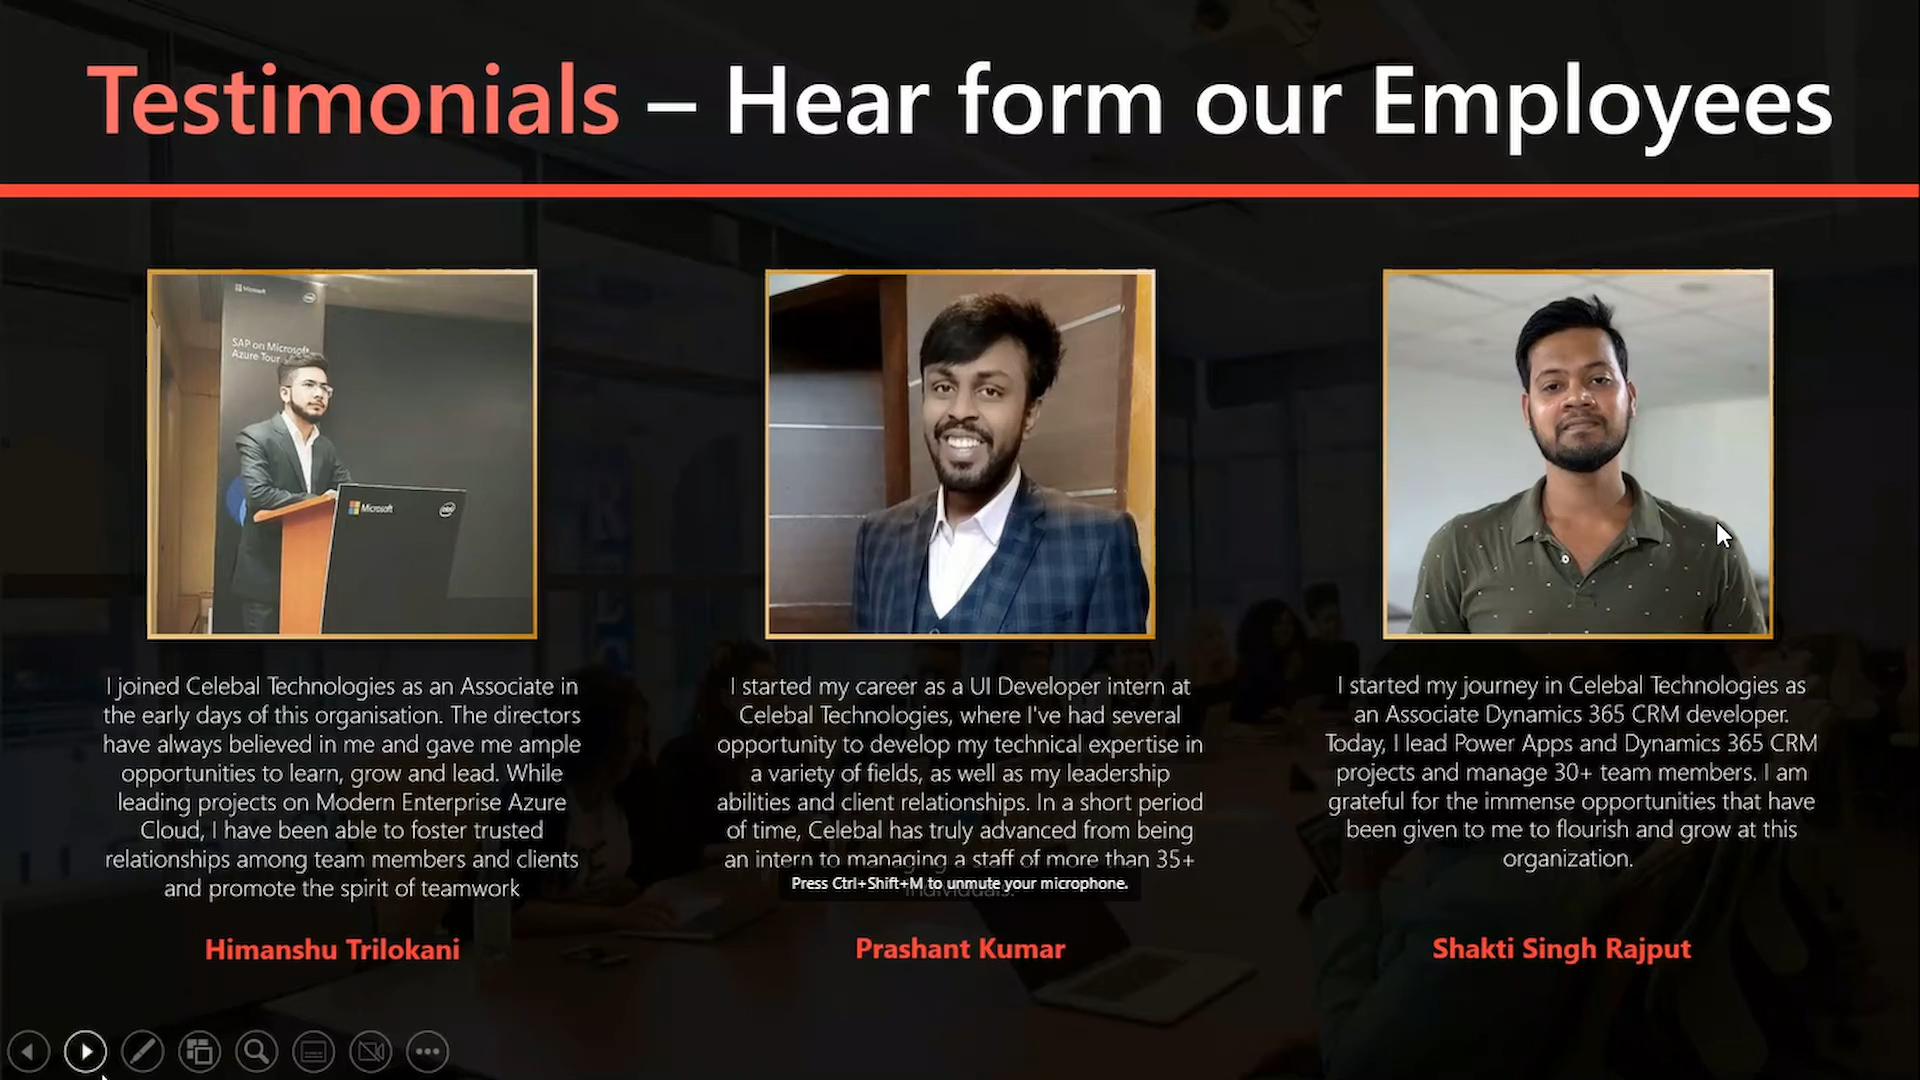 Testimonials – Hear form our Employees
Microsoft
SAP on Microsoft
Azure Tour
Microsoft
intel
I joined Celebal Technologies as an Associate in
the early days of this organisation. The directors
have always believed in me and gave me ample
opportunities to learn, grow and lead. While
leading projects on Modern Enterprise Azure
Cloud, I have been able to foster trusted
relationships among team members and clients
and promote the spirit of teamwork
Himanshu Trilokani
I started my career as a UI Developer intern at
Celebal Technologies, where I've had several
opportunity to develop my technical expertise in
a variety of fields, as well as my leadership
abilities and client relationships. In a short period
of time, Celebal has truly advanced from being
an intern to managing a staff of more than 35+
individuals.
Press Ctrl+Shift+M to unmute your microphone.
Prashant Kumar
I started my journey in Celebal Technologies as
an Associate Dynamics 365 CRM developer.
Today, I lead Power Apps and Dynamics 365 CRM
projects and manage 30+ team members. I am
grateful for the immense opportunities that have
been given to me to flourish and grow at this
organization.
Shakti Singh Rajput